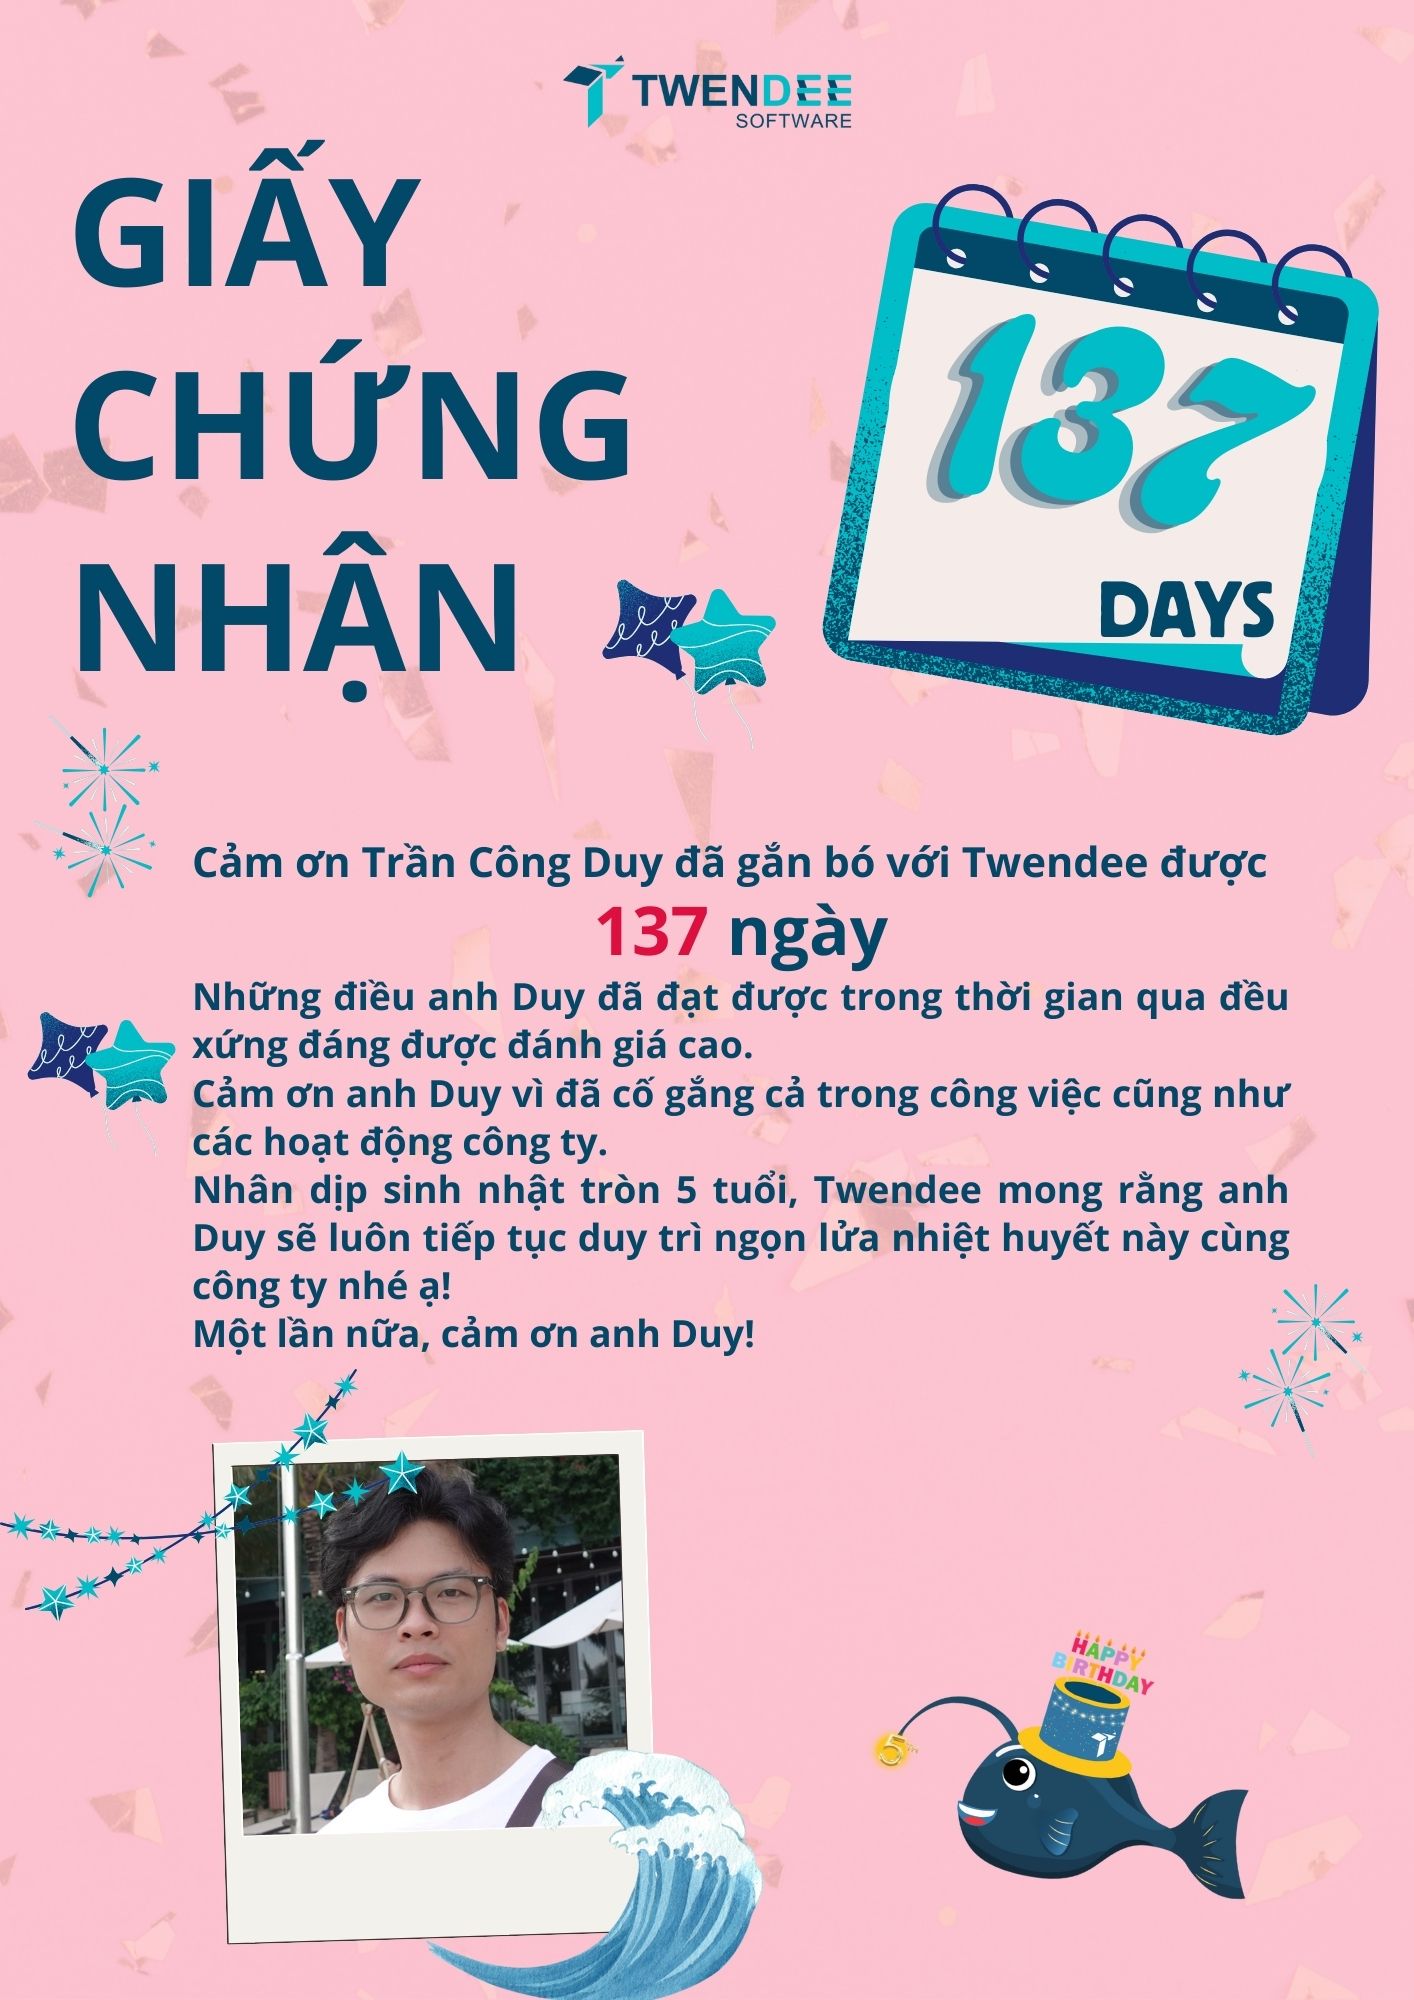 TWENDEE
SOFTWARE
GIẤY
CHỨNG
NHẬN
137
DAYS
Cảm ơn Trần Công Duy đã gắn bó với Twendee được
137 ngày
Những điều anh Duy đã đạt được trong thời gian qua đều
xứng đáng được đánh giá cao.
Cảm ơn anh Duy vì đã cố gắng cả trong công việc cũng như
các hoạt động công ty.
Nhân dịp sinh nhật tròn 5 tuổi, Twendee mong rằng anh
Duy sẽ luôn tiếp tục duy trì ngọn lửa nhiệt huyết này cùng
công ty nhé ạ!
Một lần nữa, cảm ơn anh Duy!
HAPPY
BIRTHDAY
5th